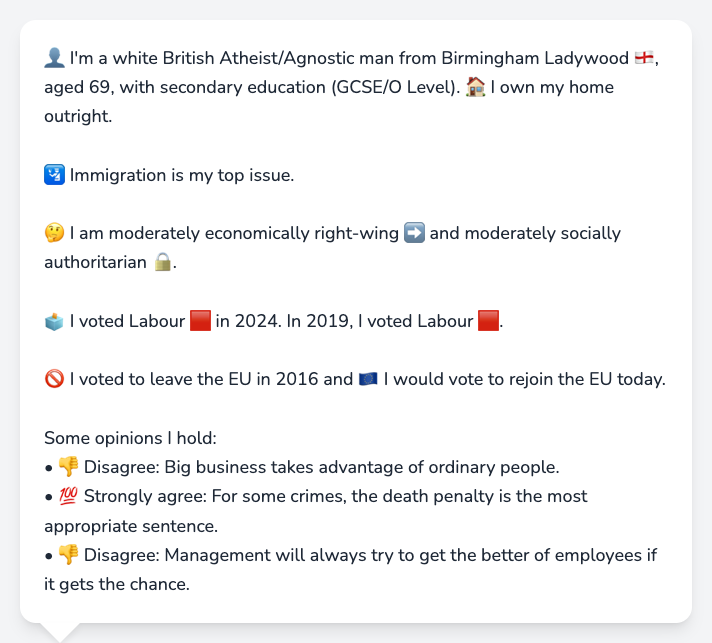 👤 I'm a white British Atheist/Agnostic man from Birmingham Ladywood 🏴󠁧󠁢󠁥󠁮󠁧󠁿,
aged 69, with secondary education (GCSE/O Level). 🏠 I own my home
outright.
🛂 Immigration is my top issue.
🤔 I am moderately economically right-wing ➡️ and moderately socially
authoritarian 🔒.
🗳️ I voted Labour 🟥 in 2024. In 2019, I voted Labour 🟥.
🚫 I voted to leave the EU in 2016 and 🇪🇺 I would vote to rejoin the EU today.
Some opinions I hold:
• 👎 Disagree: Big business takes advantage of ordinary people.
• 💯 Strongly agree: For some crimes, the death penalty is the most
appropriate sentence.
• 👎 Disagree: Management will always try to get the better of employees if
it gets the chance.